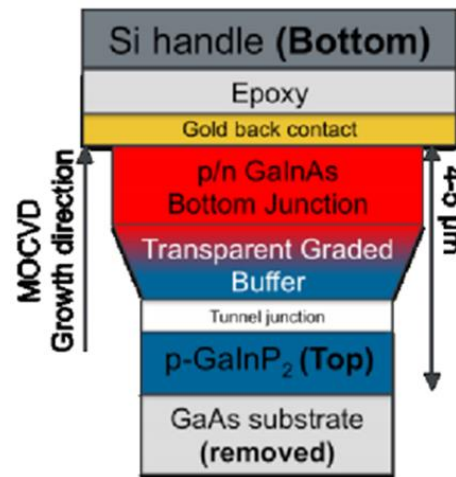 Si handle (Bottom)
Epoxy
Gold back contact
p/n GaInAs
Bottom Junction
Transparent Graded
Buffer
Tunnel junction
p-GaInP₂ (Top)
GaAs substrate
(removed)
MOCVD
Growth direction
4-5 μm